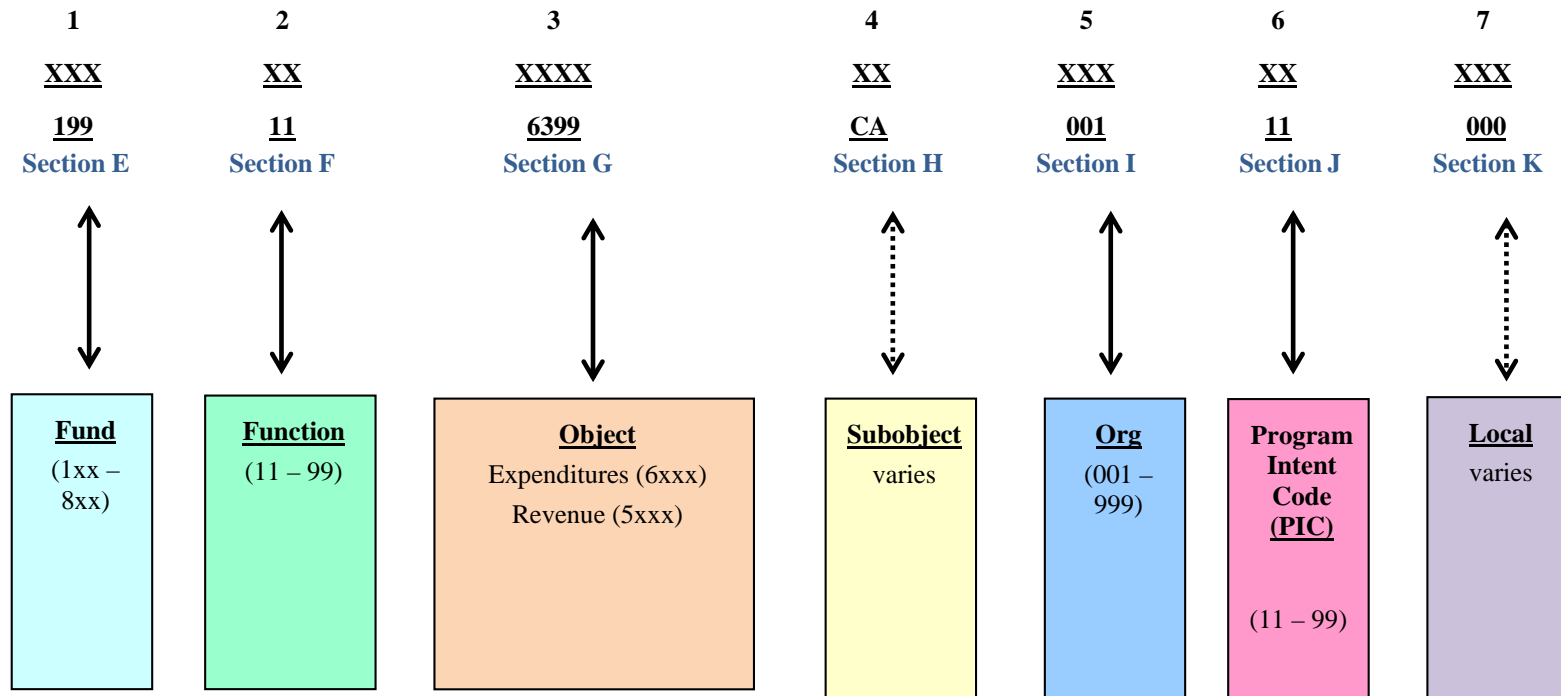 1 2 3 4 5 6 7
XXX XX XXXX XX XXX XX XXX
199 11 6399 CA 001 11 000
Section E Section F Section G Section H Section I Section J Section K
Fund
(1xx –
8xx)
Function
(11 – 99)
Object
Expenditures (6xxx)
Revenue (5xxx)
Subobject
varies
Org
(001 –
999)
Program
Intent
Code
(PIC)
(11 – 99)
Local
varies